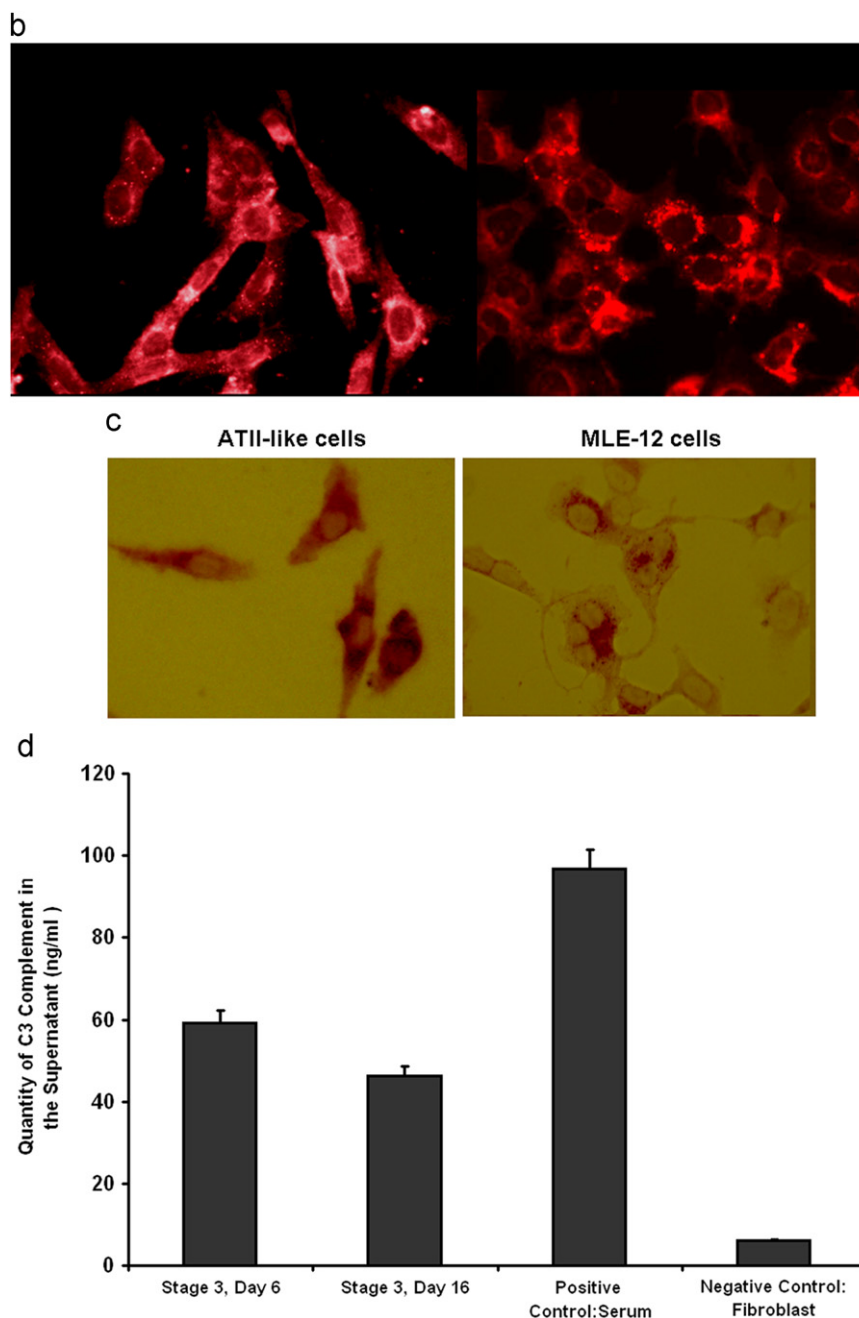 b
c
ATII-like cells
MLE-12 cells
d
Quantity of C3 Complement in
the Supernatant (ng/ml )
120
100
80
60
40
20
0
Stage 3, Day 6
Stage 3, Day 16
Positive
Control:Serum
Negative Control:
Fibroblast